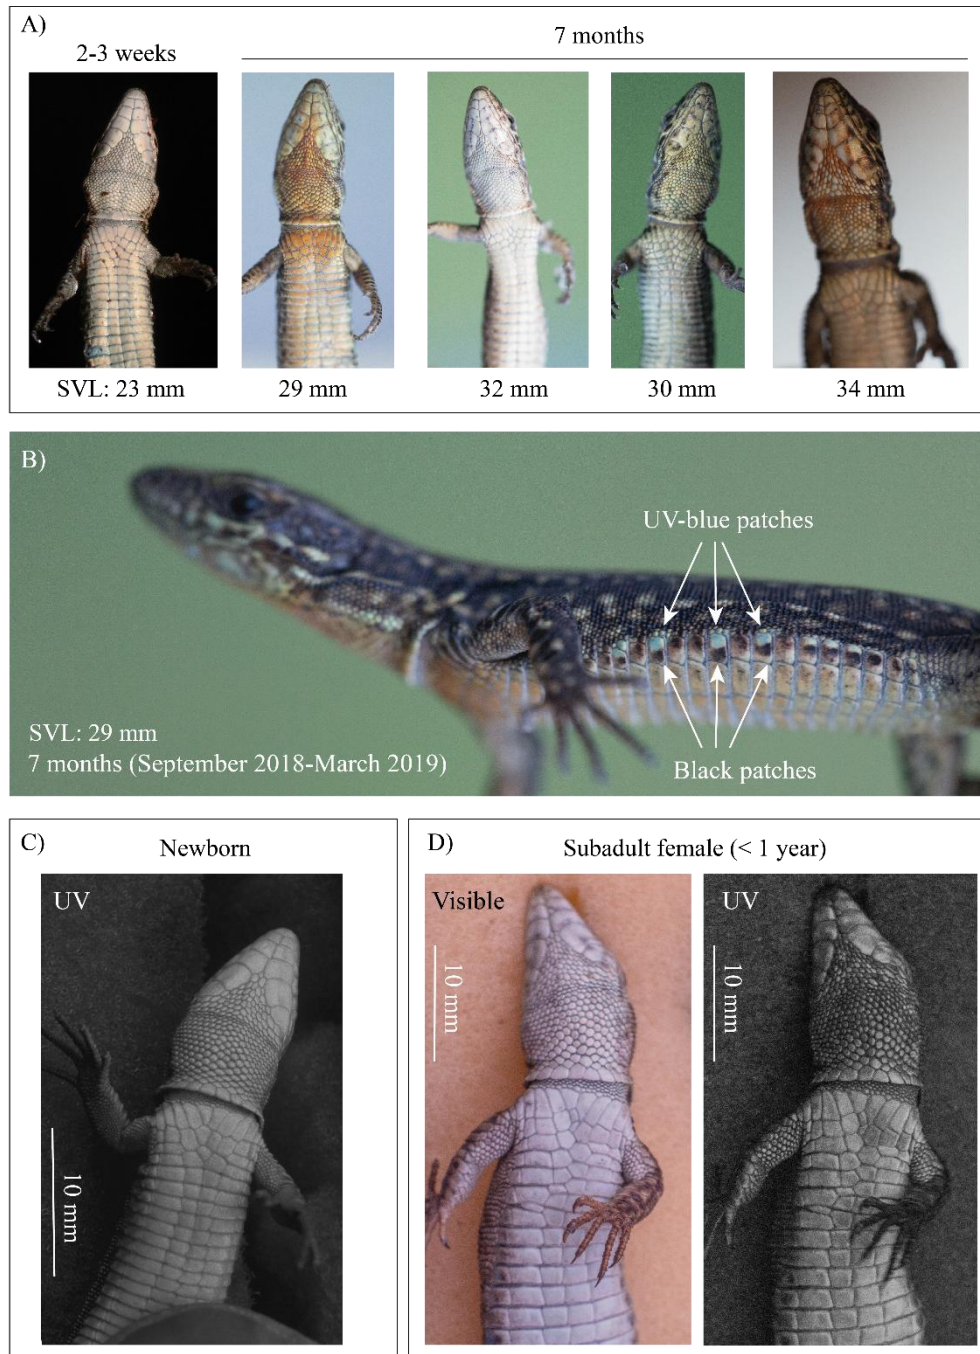 A)
2-3 weeks
7 months
SVL: 23 mm
29 mm
32 mm
30 mm
34 mm
B)
UV-blue patches
SVL: 29 mm
7 months (September 2018-March 2019)
Black patches
C)
Newborn
UV
10 mm
D)
Subadult female (< 1 year)
Visible
10 mm
UV
10 mm